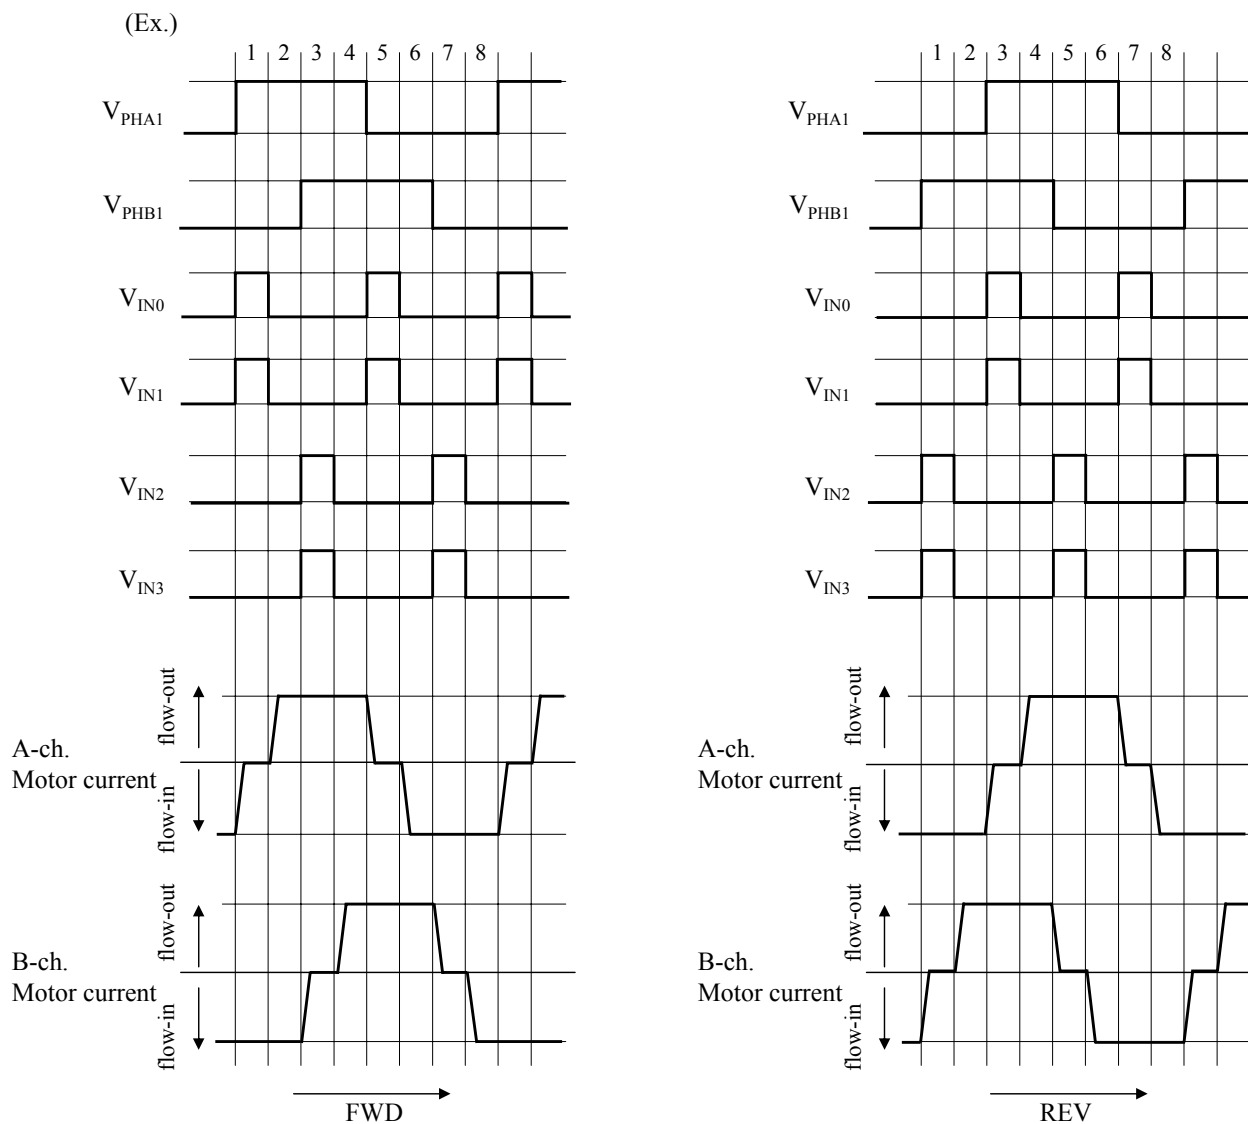 (Ex.)
1 2 3 4 5 6 7 8
VPHA1
VPHB1
VIN0
VIN1
VIN2
VIN3
flow-out
A-ch.
Motor current
flow-in
flow-out
B-ch.
Motor current
flow-in
FWD
1 2 3 4 5 6 7 8
VPHA1
VPHB1
VIN0
VIN1
VIN2
VIN3
flow-out
A-ch.
Motor current
flow-in
flow-out
B-ch.
Motor current
flow-in
REV